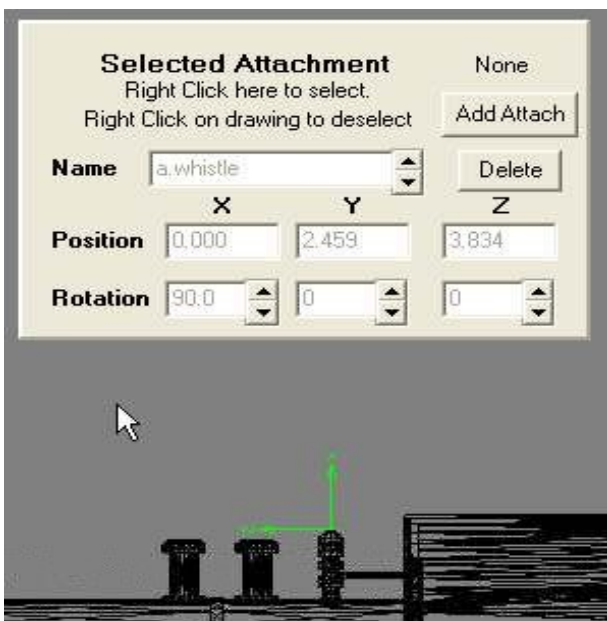 Selected Attachment None
Right Click here to select.
Right Click on drawing to deselect Add Attach
Name a.whistle Delete
X Y Z
Position 0.000 2.459 3.834
Rotation 90.0 0 0